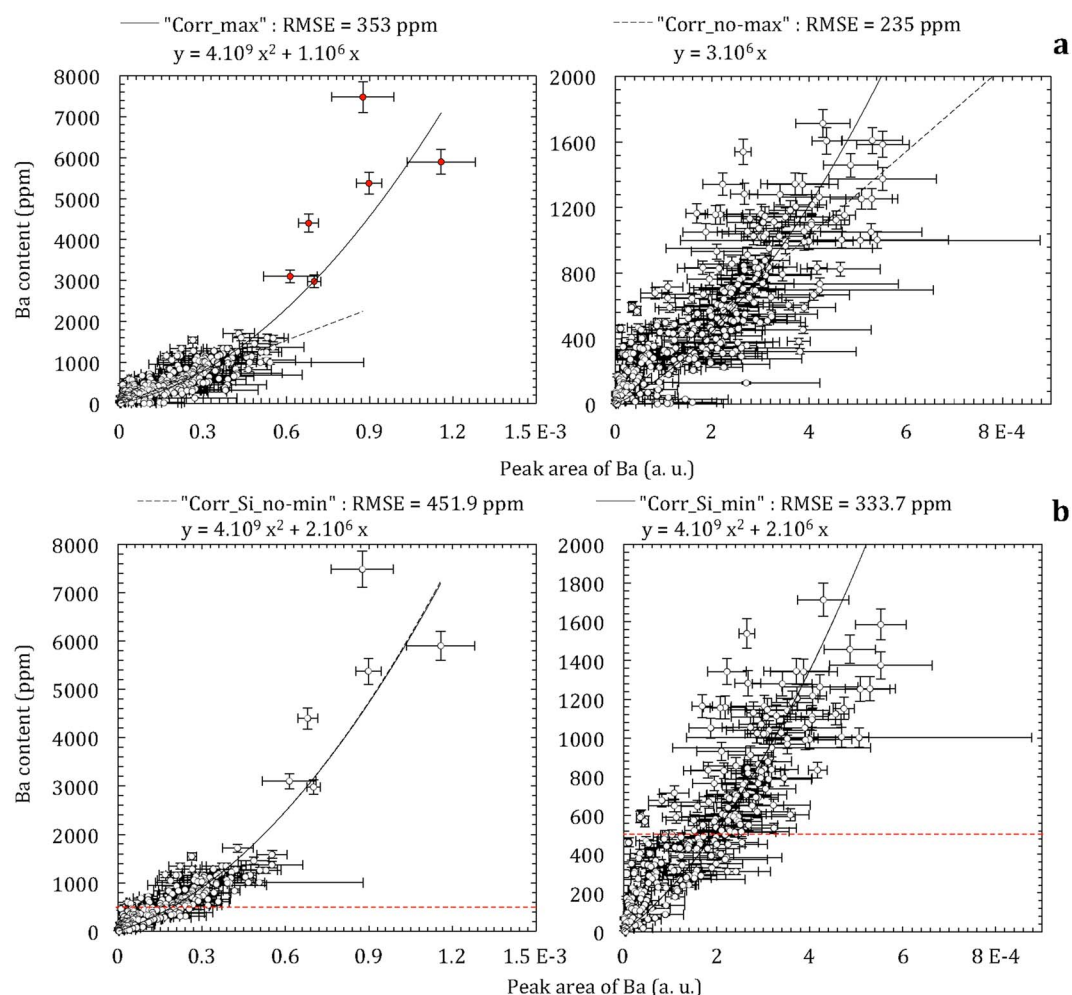 "Corr_max" : RMSE = 353 ppm
y = 4.10⁹ x² + 1.10⁶ x
"Corr_no-max" : RMSE = 235 ppm
y = 3.10⁶ x
a
Ba content (ppm)
8000
7000
6000
5000
4000
3000
2000
1000
0
0 0.3 0.6 0.9 1.2 1.5 E-3
2000
1600
1200
800
400
0
0 2 4 6 8 E-4
Peak area of Ba (a. u.)
"Corr_Si_no-min" : RMSE = 451.9 ppm
y = 4.10⁹ x² + 2.10⁶ x
"Corr_Si_min" : RMSE = 333.7 ppm
y = 4.10⁹ x² + 2.10⁶ x
b
Ba content (ppm)
8000
7000
6000
5000
4000
3000
2000
1000
0
0 0.3 0.6 0.9 1.2 1.5 E-3
2000
1800
1600
1400
1200
1000
800
600
400
200
0
0 2 4 6 8 E-4
Peak area of Ba (a. u.)